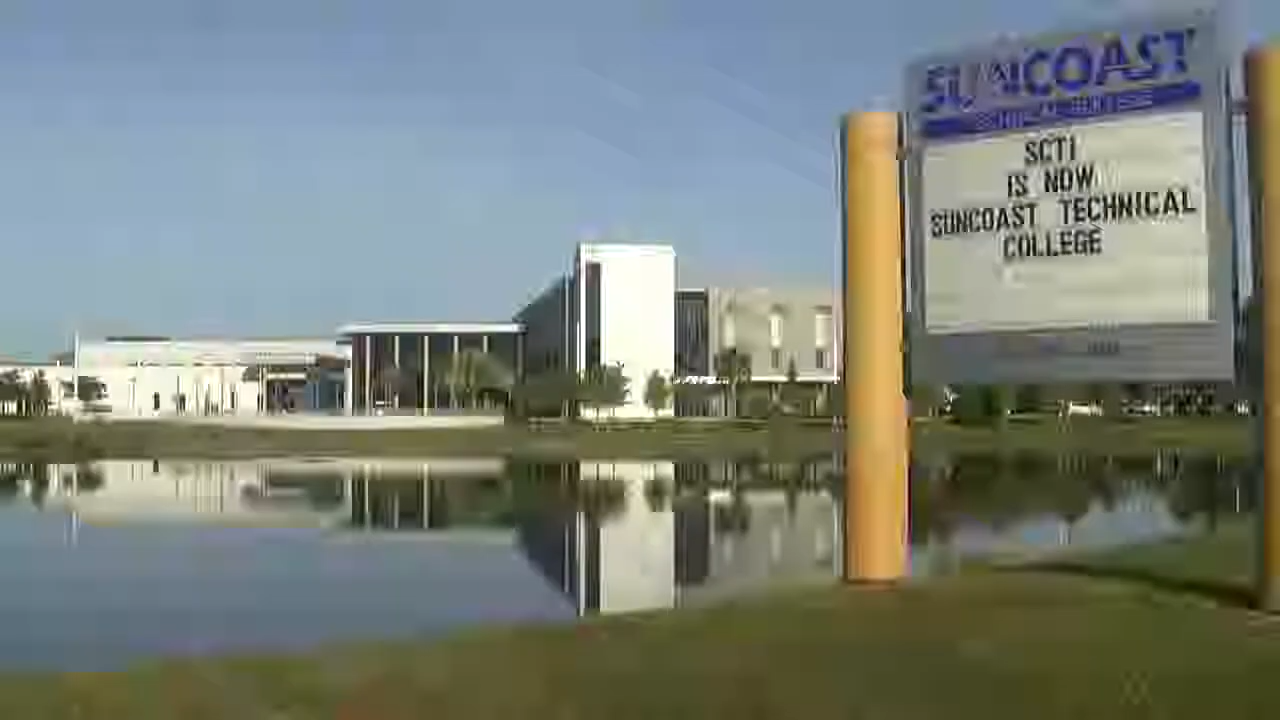 SUNCOAST
SCTI
IS NOW
SUNCOAST TECHNICAL
COLLEGE